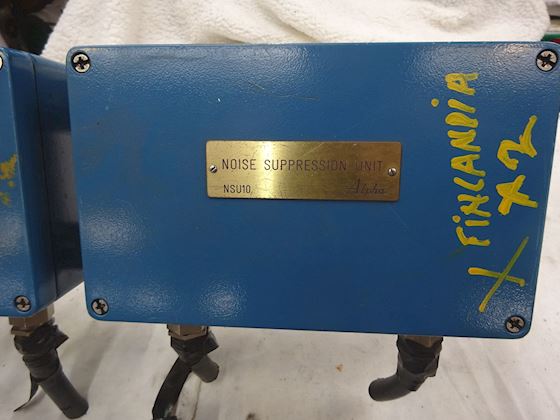 NOISE SUPPRESSION UNIT
NSU10 Alpha
FINLANDIA
X X2